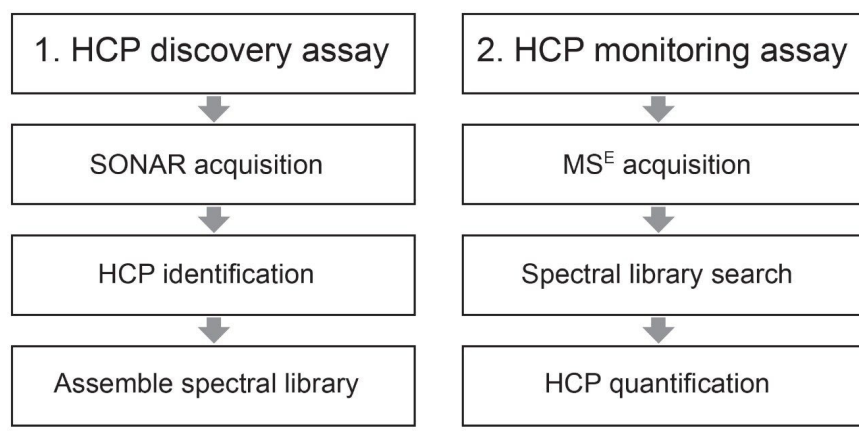 1. HCP discovery assay
SONAR acquisition
HCP identification
Assemble spectral library
2. HCP monitoring assay
MSᴱ acquisition
Spectral library search
HCP quantification